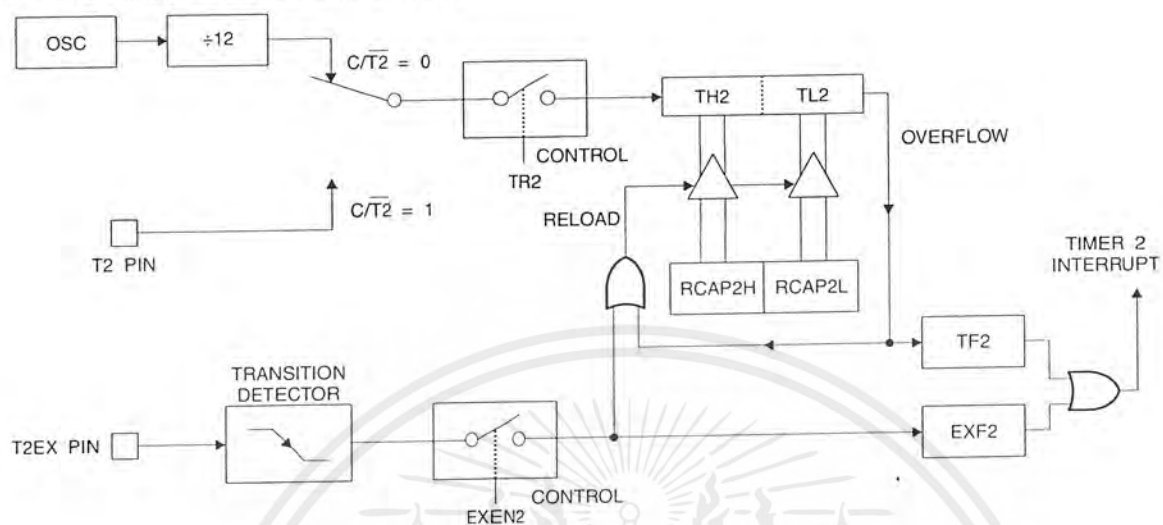 OSC
÷12
C/T2̅ = 0
TH2
TL2
OVERFLOW
CONTROL
TR2
C/T2̅ = 1
T2 PIN
RELOAD
RCAP2H
RCAP2L
TIMER 2
INTERRUPT
TF2
TRANSITION
DETECTOR
T2EX PIN
EXF2
CONTROL
EXEN2